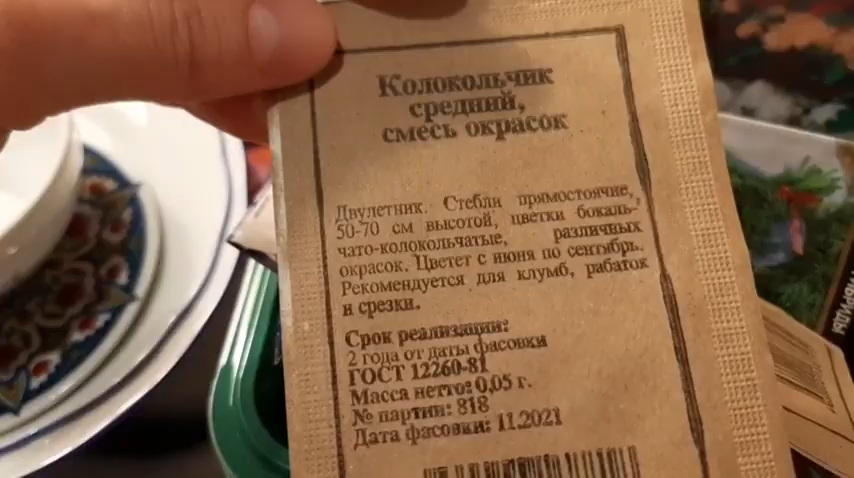 Колокольчик
средний,
смесь окрасок
Двулетник. Стебли прямостоячие,
50-70 см высотой, цветки бокаль-
чато-колокольчатые, различных
окрасок. Цветет с июня по сентябрь.
Рекомендуется для клумб, рабаток
и срезки.
Срок реализации:
2 года от даты фасовки
ГОСТ 12260-81
Масса нетто: 0,05 г.
№ партии: 818
Дата фасовки: 11.2021